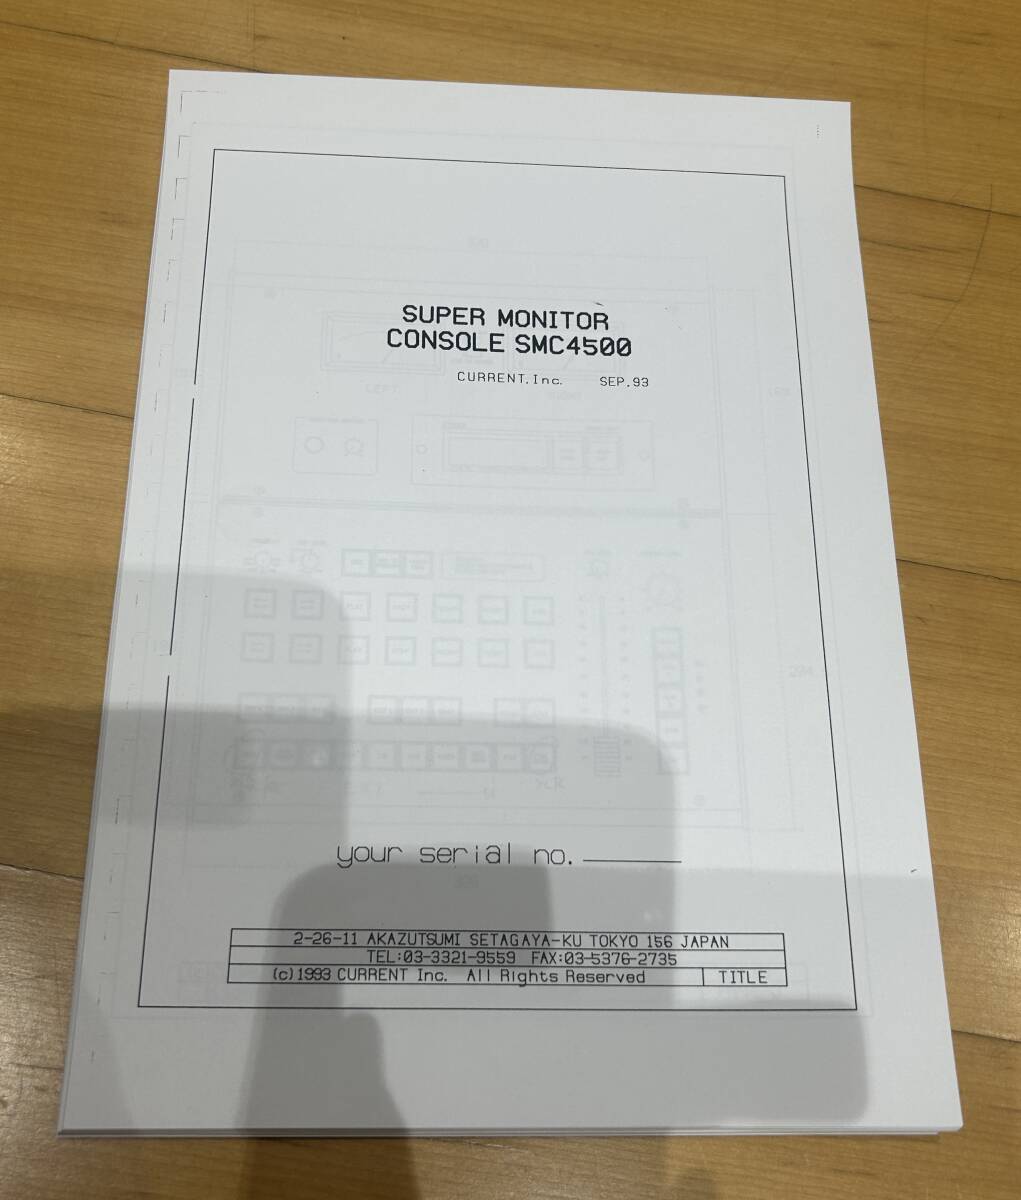 SUPER MONITOR
CONSOLE SMC4500
CURRENT.Inc. SEP.93
your serial no.
2-26-11 AKAZUTSUMI SETAGAYA-KU TOKYO 156 JAPAN
TEL:03-3321-9559 FAX:03-5376-2735
(c)1993 CURRENT Inc. All Rights Reserved TITLE